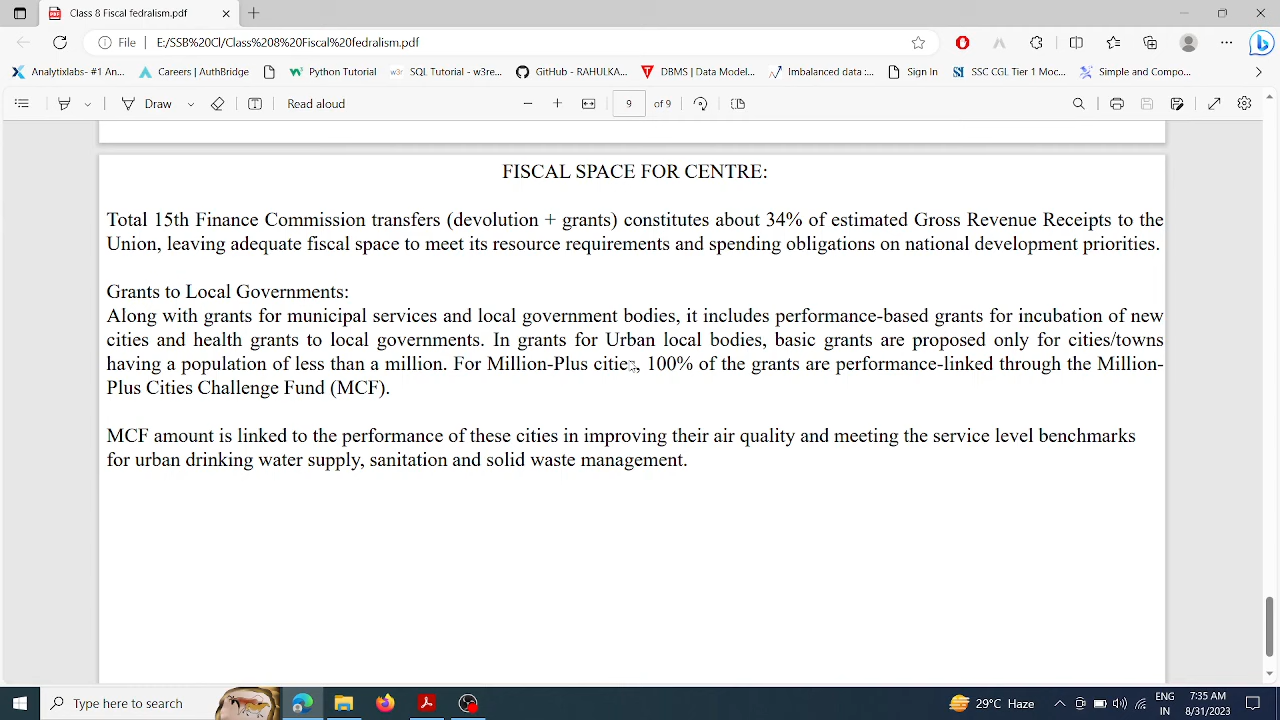 Class 8 Fiscal fedralism.pdf
File
E:/SSB%20CI/Class%208%20Fiscal%20fedralism.pdf
Analytixlabs- #1 An...
Careers | AutoBridge
Python Tutorial
SQL Tutorial - w3re...
GitHub - RAHULKA...
DBMS | Data Model...
Imbalanced data :...
Sign In
SSC CGL Tier 1 Moc...
Simple and Compo...
Draw
Read aloud
9 of 9
FISCAL SPACE FOR CENTRE:
Total 15th Finance Commission transfers (devolution + grants) constitutes about 34% of estimated Gross Revenue Receipts to the
Union, leaving adequate fiscal space to meet its resource requirements and spending obligations on national development priorities.
Grants to Local Governments:
Along with grants for municipal services and local government bodies, it includes performance-based grants for incubation of new
cities and health grants to local governments. In grants for Urban local bodies, basic grants are proposed only for cities/towns
having a population of less than a million. For Million-Plus cities, 100% of the grants are performance-linked through the Million-
Plus Cities Challenge Fund (MCF).
MCF amount is linked to the performance of these cities in improving their air quality and meeting the service level benchmarks
for urban drinking water supply, sanitation and solid waste management.
Type here to search
29°C Haze
ENG
IN
7:35 AM
8/31/2023